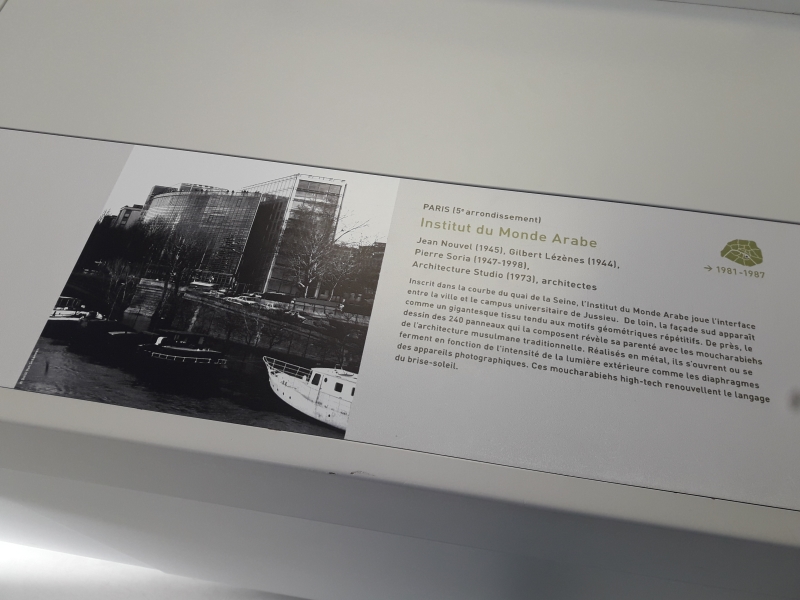 PARIS (5e arrondissement)
Institut du Monde Arabe
Jean Nouvel (1945), Gilbert Lézènes (1944),
Pierre Soria (1947-1998),
Architecture Studio (1973), architectes
→ 1981-1987
Inscrit dans la courbe du quai de la Seine, l'Institut du Monde Arabe joue l'interface
entre la ville et le campus universitaire de Jussieu. De loin, la façade sud apparaît
comme un gigantesque tissu tendu aux motifs géométriques répétitifs. De près, le
dessin des 240 panneaux qui la composent révèle sa parenté avec les moucharabiehs
de l'architecture musulmane traditionnelle. Réalisés en métal, ils s'ouvrent ou se
ferment en fonction de l'intensité de la lumière extérieure comme les diaphragmes
des appareils photographiques. Ces moucharabiehs high-tech renouvellent le langage
du brise-soleil.